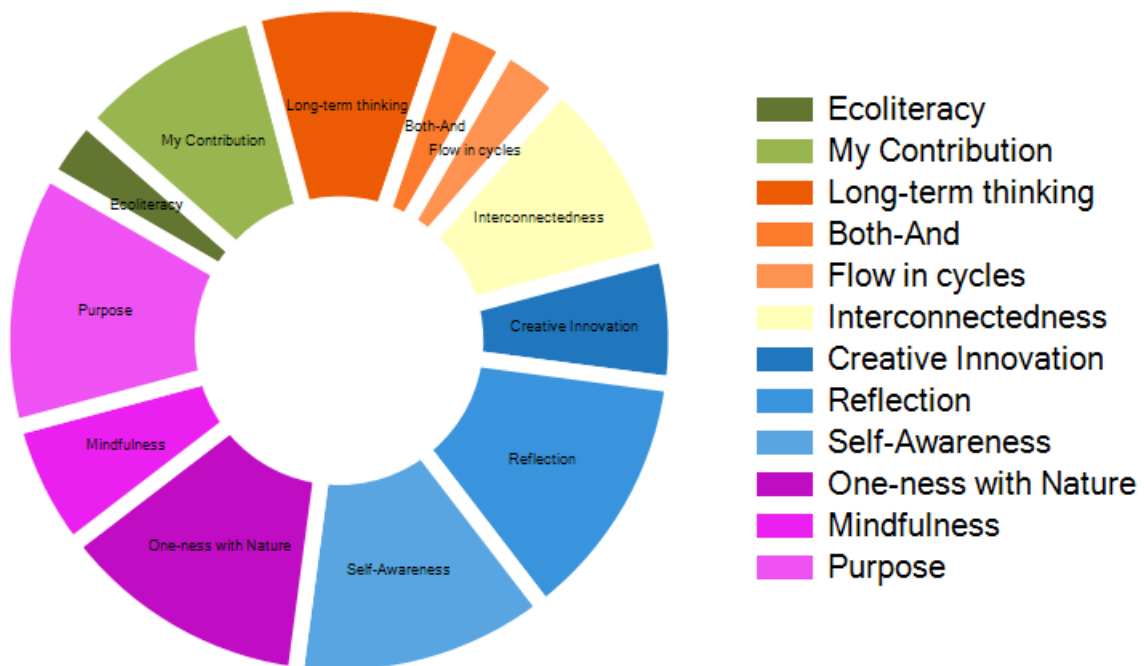 Long-term thinking
Both-And
My Contribution
Flow in cycles
Ecoliteracy
Interconnectedness
Purpose
Creative Innovation
Mindfulness
Reflection
One-ness with Nature
Self-Awareness
Ecoliteracy
My Contribution
Long-term thinking
Both-And
Flow in cycles
Interconnectedness
Creative Innovation
Reflection
Self-Awareness
One-ness with Nature
Mindfulness
Purpose